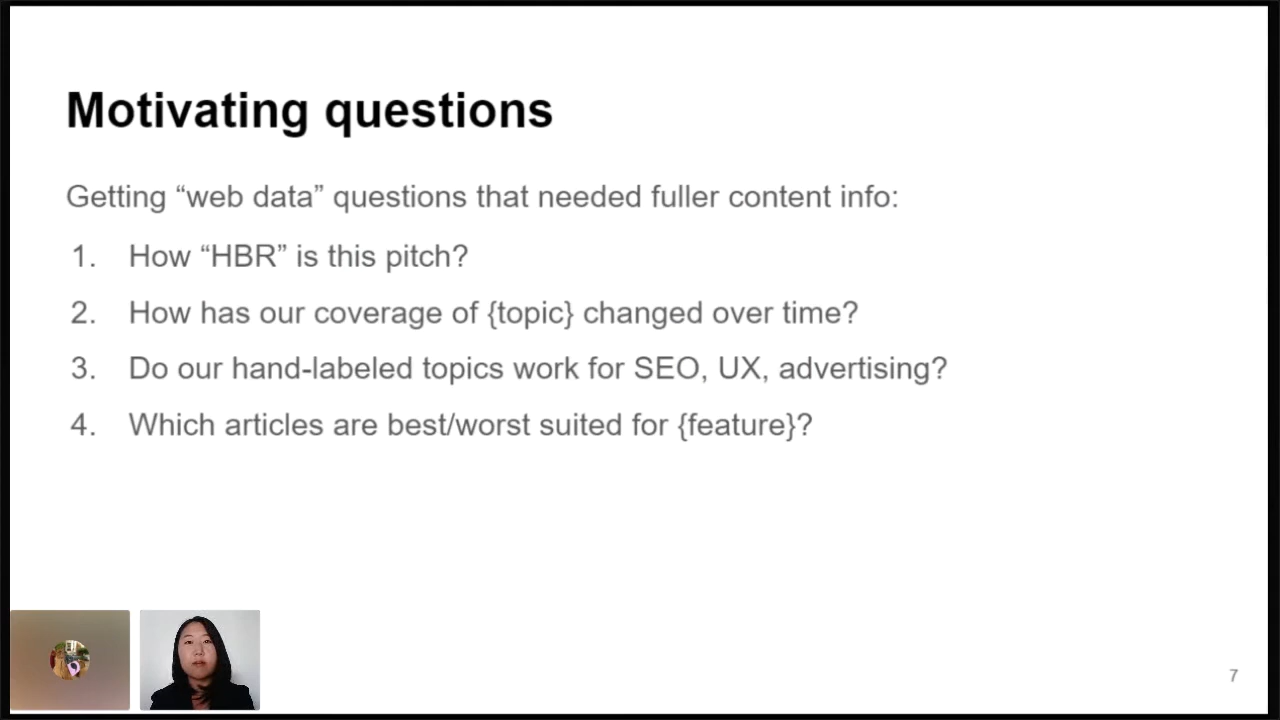 Motivating questions
Getting “web data” questions that needed fuller content info:
1. How “HBR” is this pitch?
2. How has our coverage of {topic} changed over time?
3. Do our hand-labeled topics work for SEO, UX, advertising?
4. Which articles are best/worst suited for {feature}?
7